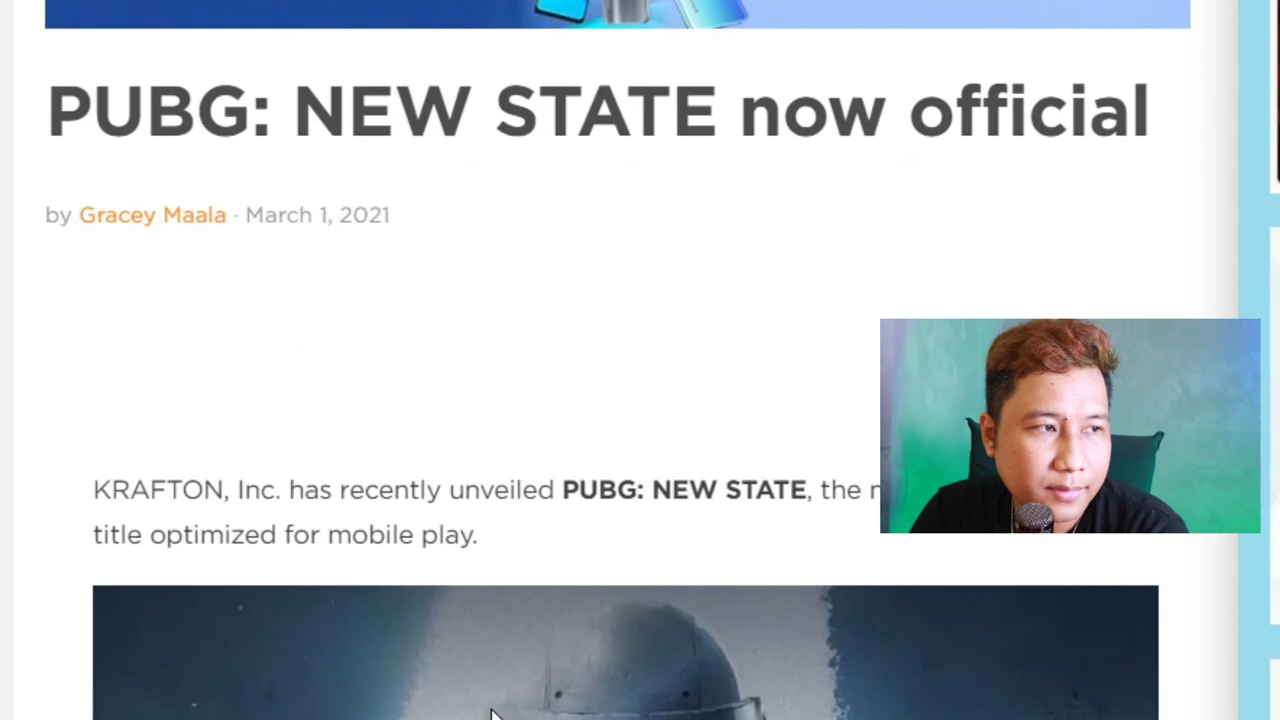 PUBG: NEW STATE now official
by Gracey Maala · March 1, 2021
KRAFTON, Inc. has recently unveiled PUBG: NEW STATE, the
title optimized for mobile play.